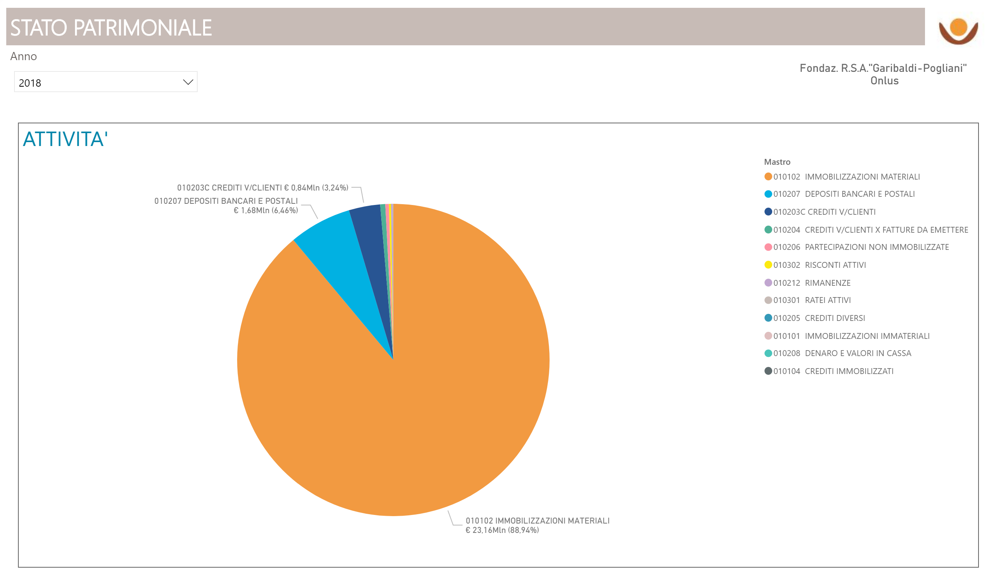 STATO PATRIMONIALE
Anno
2018
Fondaz. R.S.A."Garibaldi-Pogliani"
Onlus
ATTIVITA'
010203C CREDITI V/CLIENTI € 0,84Mln (3,24%)
010207 DEPOSITI BANCARI E POSTALI
€ 1,68Mln (6,46%)
010102 IMMOBILIZZAZIONI MATERIALI
€ 23,16Mln (88,94%)
Mastro
010102 IMMOBILIZZAZIONI MATERIALI
010207 DEPOSITI BANCARI E POSTALI
010203C CREDITI V/CLIENTI
010204 CREDITI V/CLIENTI X FATTURE DA EMETTERE
010206 PARTECIPAZIONI NON IMMOBILIZZATE
010302 RISCONTI ATTIVI
010212 RIMANENZE
010301 RATEI ATTIVI
010205 CREDITI DIVERSI
010101 IMMOBILIZZAZIONI IMMATERIALI
010208 DENARO E VALORI IN CASSA
010104 CREDITI IMMOBILIZZATI